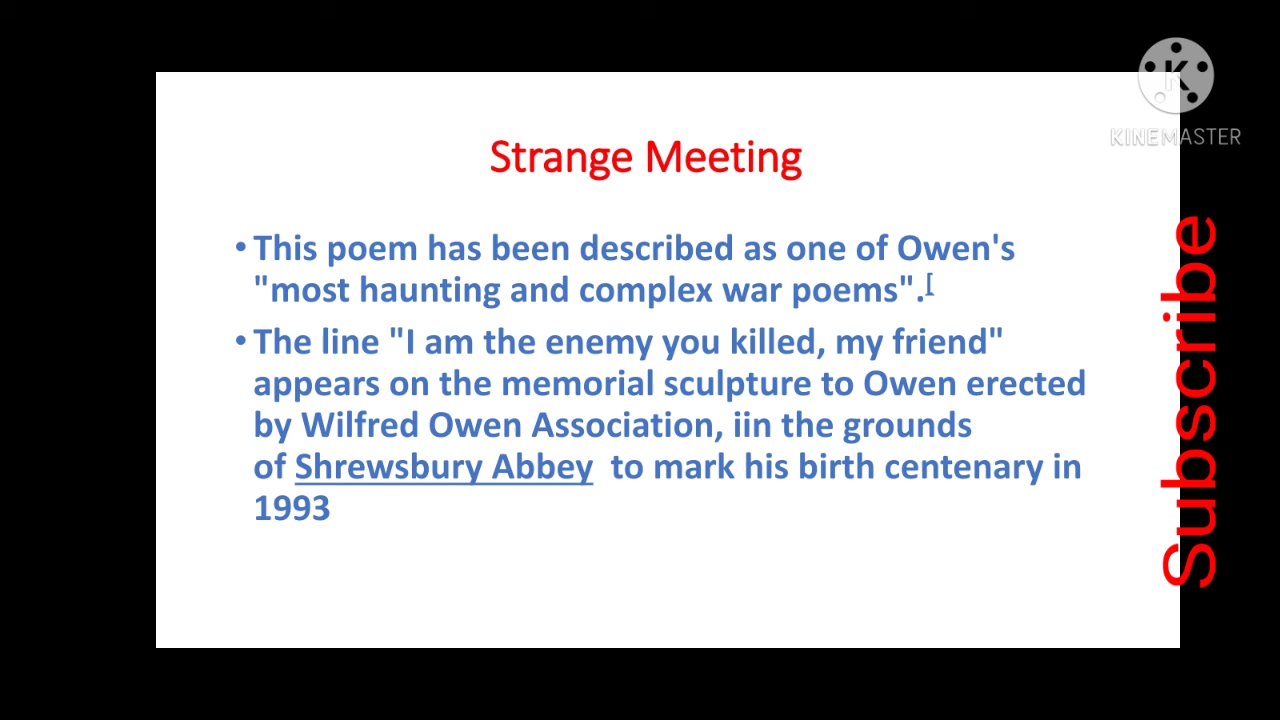 KINEMASTER
Strange Meeting
• This poem has been described as one of Owen's
"most haunting and complex war poems".[
• The line "I am the enemy you killed, my friend"
appears on the memorial sculpture to Owen erected
by Wilfred Owen Association, iin the grounds
of Shrewsbury Abbey to mark his birth centenary in
1993
Subscribe